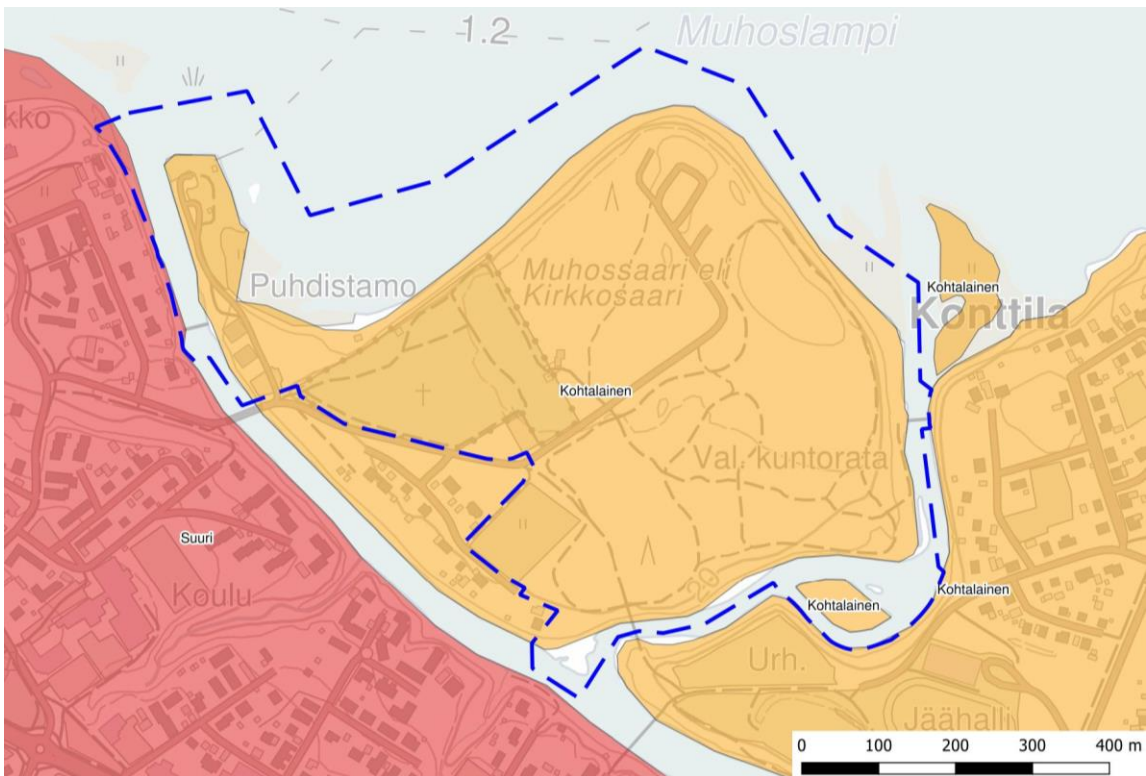 1.2
Muhoslampi
kko
Puhdistamo
Muhossaari eli
Kirkkosaari
Kohtalainen
Konttila
Kohtalainen
Val. kuntorata
Suuri
Koulu
20
Kohtalainen
Kohtalainen
Urh.
Jäähalli
0 100 200 300 400 m